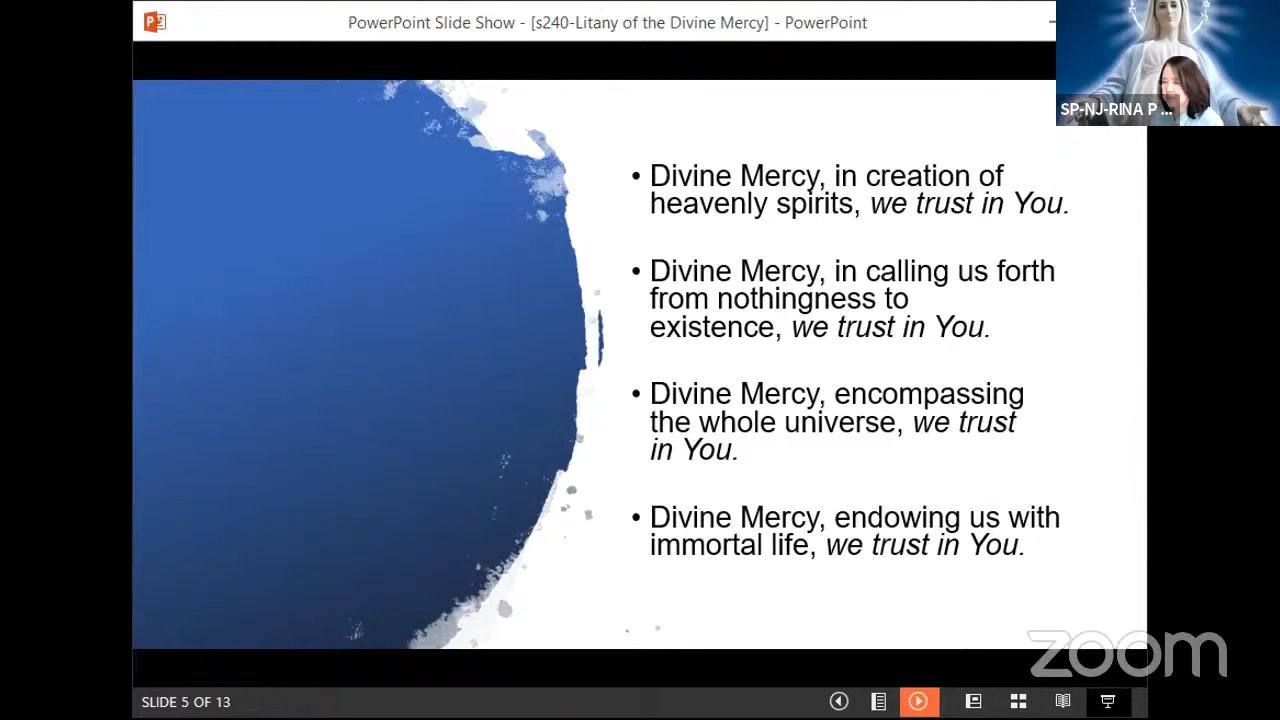 PowerPoint Slide Show - [s240-Litany of the Divine Mercy] - PowerPoint
SP-NJ-RINA P ...
• Divine Mercy, in creation of
heavenly spirits, we trust in You.
• Divine Mercy, in calling us forth
from nothingness to
existence, we trust in You.
• Divine Mercy, encompassing
the whole universe, we trust
in You.
• Divine Mercy, endowing us with
immortal life, we trust in You.
zoom
SLIDE 5 OF 13